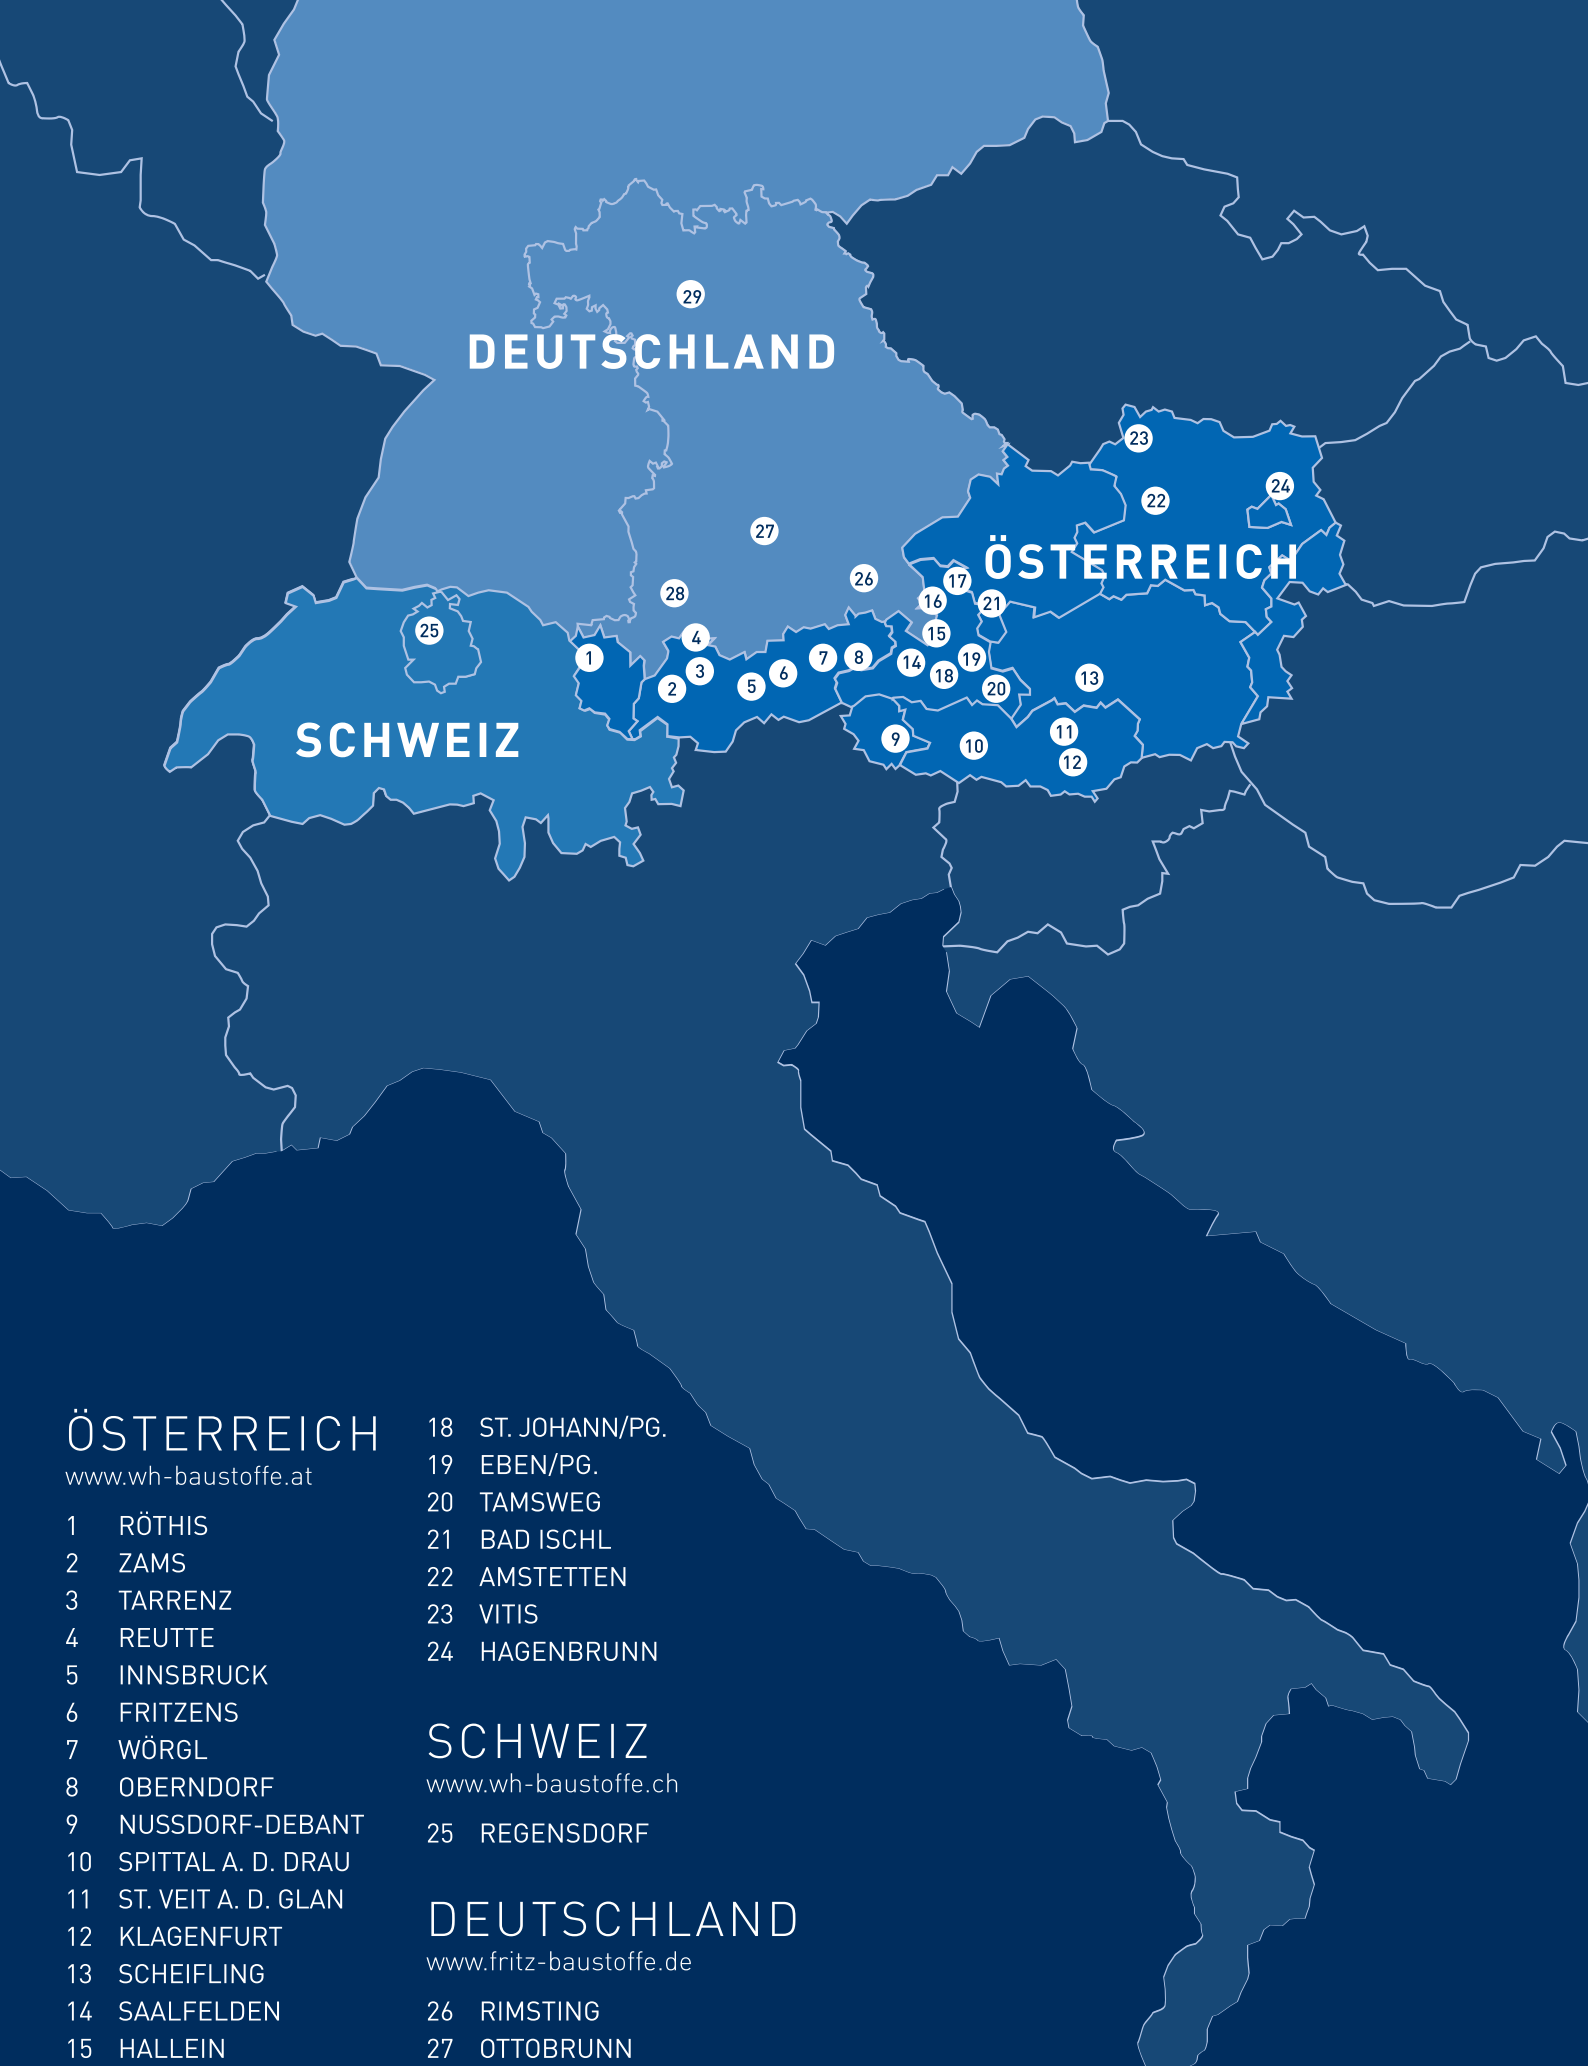 29
DEUTSCHLAND
23
24
22
27
ÖSTERREICH
26
17
28
16
21
25
15
4
1
7
8
19
14
3
6
18
13
5
2
20
11
SCHWEIZ
9
10
12
ÖSTERREICH
www.wh-baustoffe.at
1 RÖTHIS
2 ZAMS
3 TARRENZ
4 REUTTE
5 INNSBRUCK
6 FRITZENS
7 WÖRGL
8 OBERNDORF
9 NUSSDORF-DEBANT
10 SPITTAL A. D. DRAU
11 ST. VEIT A. D. GLAN
12 KLAGENFURT
13 SCHEIFLING
14 SAALFELDEN
15 HALLEIN
18 ST. JOHANN/PG.
19 EBEN/PG.
20 TAMSWEG
21 BAD ISCHL
22 AMSTETTEN
23 VITIS
24 HAGENBRUNN
SCHWEIZ
www.wh-baustoffe.ch
25 REGENSDORF
DEUTSCHLAND
www.fritz-baustoffe.de
26 RIMSTING
27 OTTOBRUNN